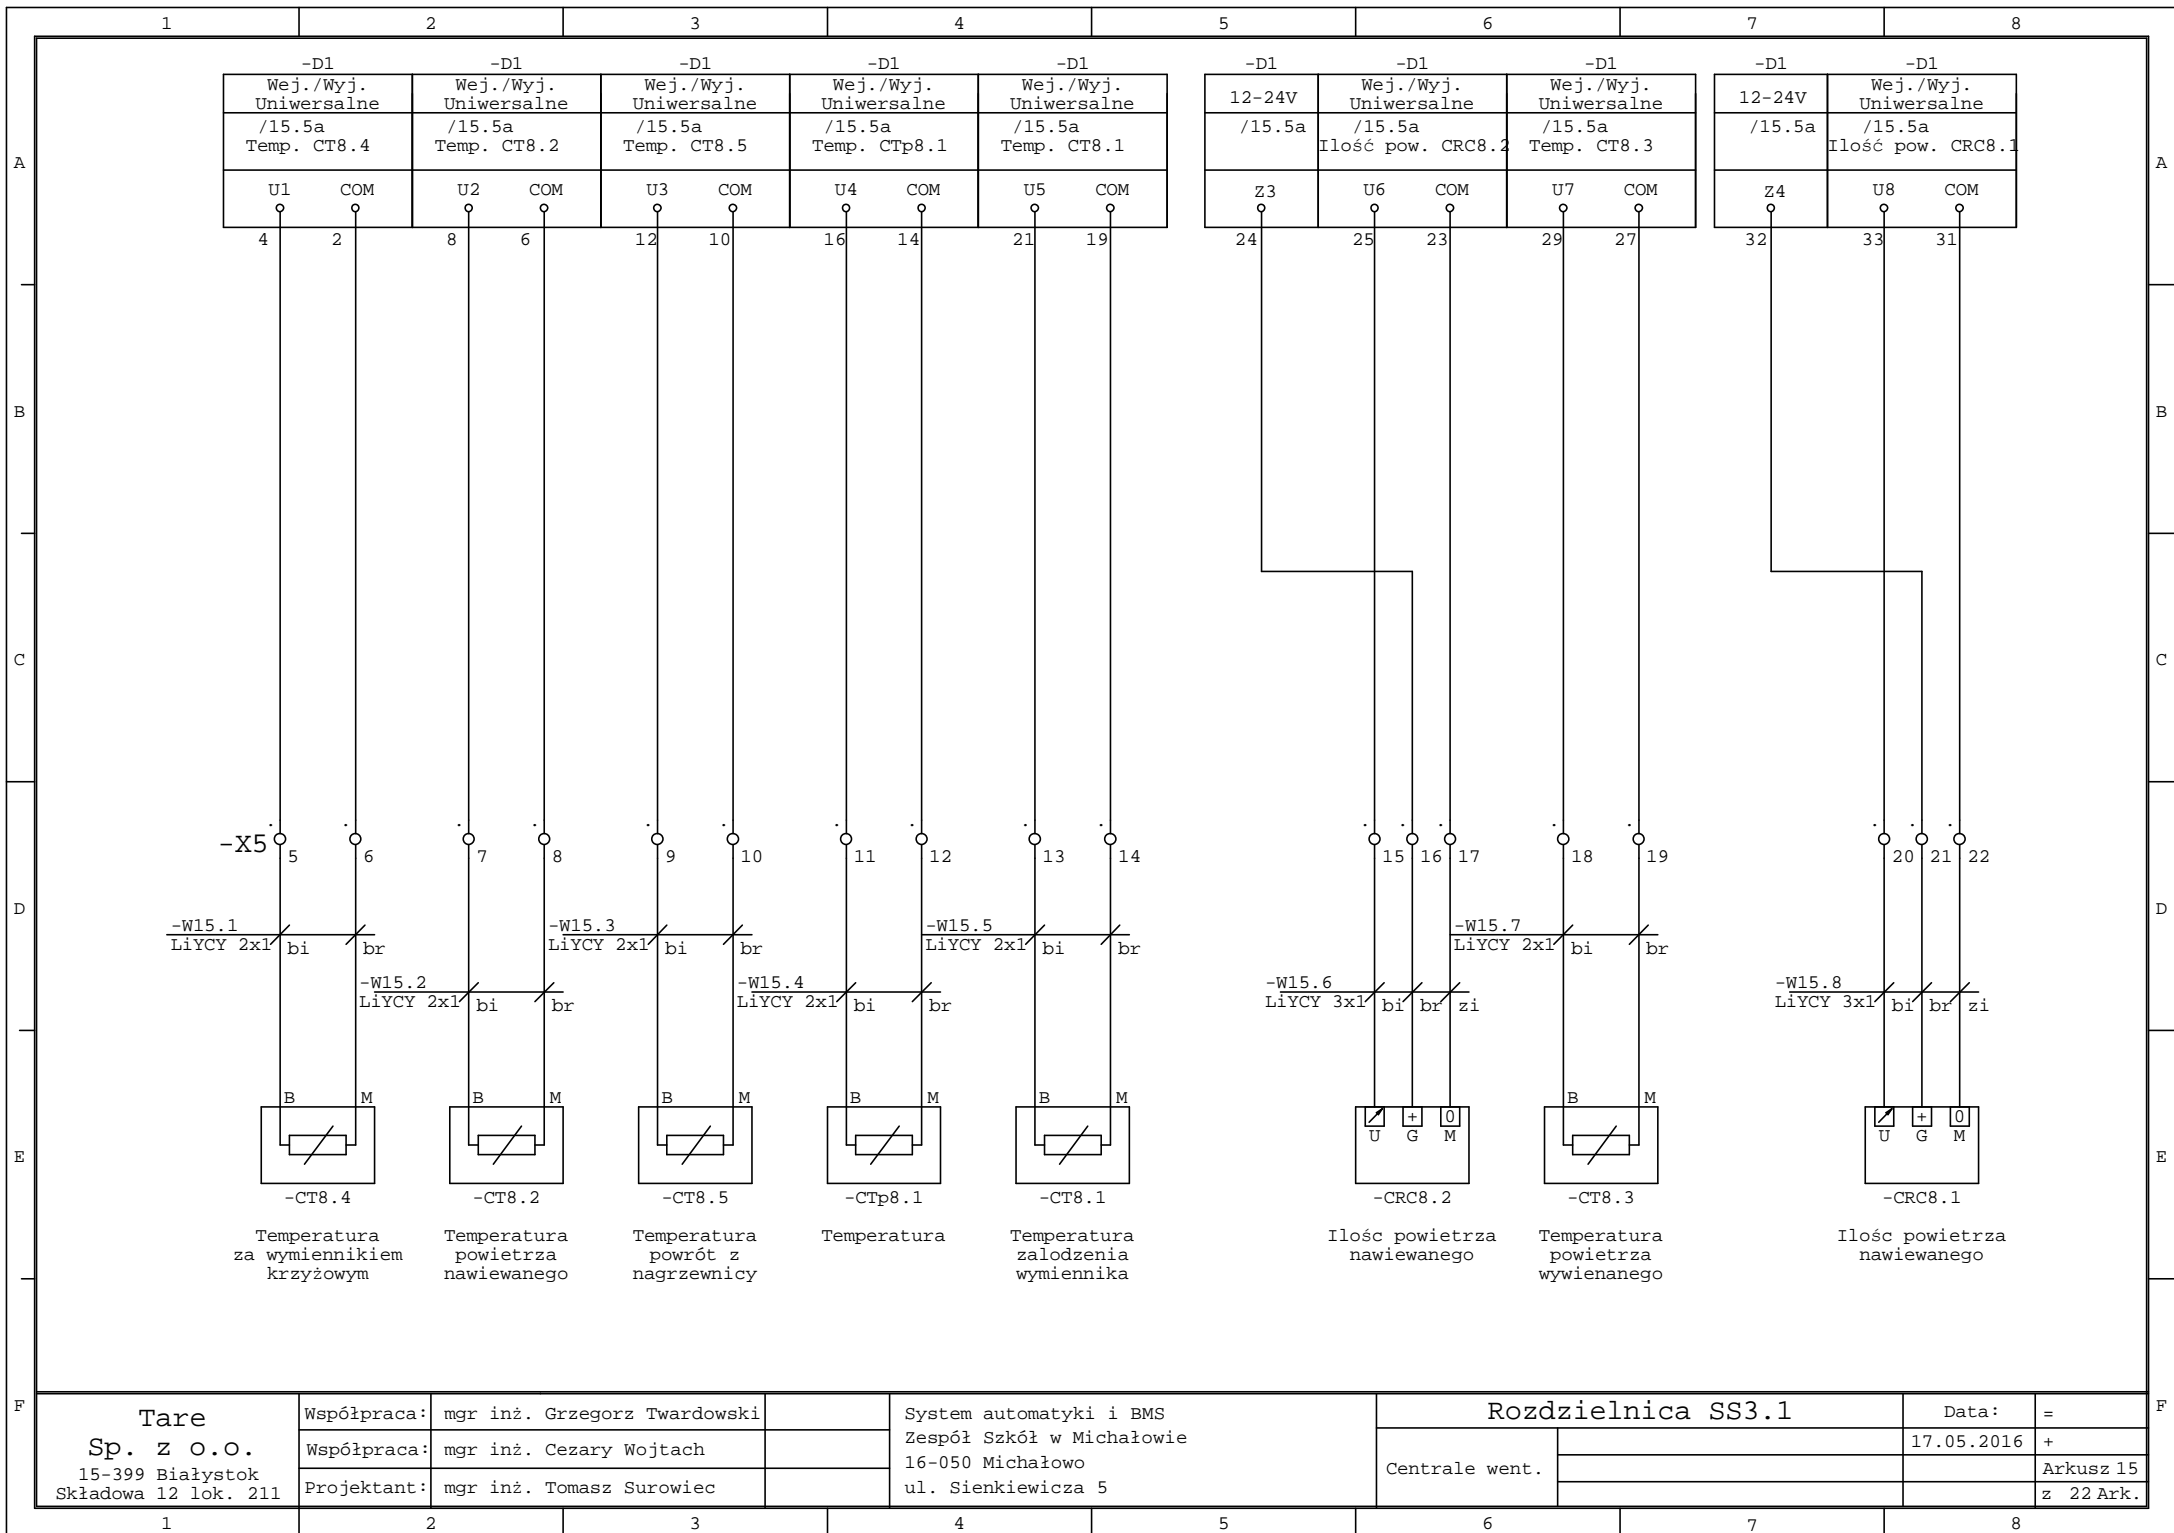 1 2 3 4 5 6 7 8
-D1 -D1 -D1 -D1 -D1 -D1 -D1 -D1 -D1 -D1
Wej./Wyj. Wej./Wyj. Wej./Wyj. Wej./Wyj. Wej./Wyj. 12-24V Wej./Wyj. Wej./Wyj. 12-24V Wej./Wyj.
Uniwersalne Uniwersalne Uniwersalne Uniwersalne Uniwersalne Uniwersalne Uniwersalne Uniwersalne
/15.5a /15.5a /15.5a /15.5a /15.5a /15.5a /15.5a /15.5a /15.5a /15.5a
Temp. CT8.4 Temp. CT8.2 Temp. CT8.5 Temp. CTp8.1 Temp. CT8.1 Ilość pow. CRC8.2 Temp. CT8.3 Ilość pow. CRC8.1
A A
U1 COM U2 COM U3 COM U4 COM U5 COM Z3 U6 COM U7 COM Z4 U8 COM
4 2 8 6 12 10 16 14 21 19 24 25 23 29 27 32 33 31
B B
C C
-X5 5 6 7 8 9 10 11 12 13 14 15 16 17 18 19 20 21 22
D D
-W15.1 -W15.3 -W15.5 -W15.7
LiYCY 2x1 bi br LiYCY 2x1 bi br LiYCY 2x1 bi br LiYCY 2x1 bi br
-W15.2 -W15.4 -W15.6 -W15.8
LiYCY 2x1 bi br LiYCY 2x1 bi br LiYCY 3x1 bi br zi LiYCY 3x1 bi br zi
B M B M B M B M B M B M
+ 0 + 0
U G M U G M
E E
-CT8.4 -CT8.2 -CT8.5 -CTp8.1 -CT8.1 -CRC8.2 -CT8.3 -CRC8.1
Temperatura Temperatura Temperatura Temperatura Temperatura Ilośc powietrza Temperatura Ilośc powietrza
za wymiennikiem powietrza powrót z zalodzenia nawiewanego powietrza nawiewanego
krzyżowym nawiewanego nagrzewnicy wymiennika wywienanego
F F
Tare
Sp. z o.o.
15-399 Białystok
Składowa 12 lok. 211
Współpraca: mgr inż. Grzegorz Twardowski
Współpraca: mgr inż. Cezary Wojtach
Projektant: mgr inż. Tomasz Surowiec
System automatyki i BMS
Zespół Szkół w Michałowie
16-050 Michałowo
ul. Sienkiewicza 5
Rozdzielnica SS3.1
Centrale went.
Data: =
17.05.2016 +
Arkusz 15
z 22 Ark.
1 2 3 4 5 6 7 8